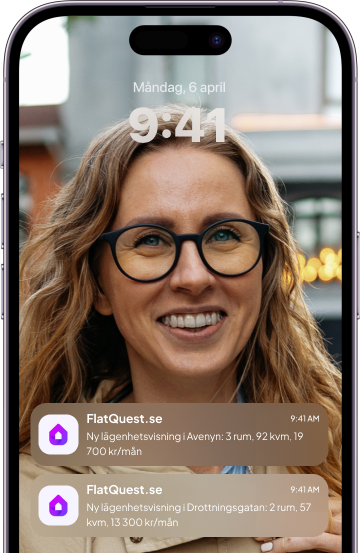 Måndag, 6 april
9:41
FlatQuest.se
9:41 AM
Ny lägenhetsvisning i Avenyn: 3 rum, 92 kvm, 19
700 kr/mån
FlatQuest.se
9:41 AM
Ny lägenhetsvisning i Drottningsgatan: 2 rum, 57
kvm, 13 300 kr/mån